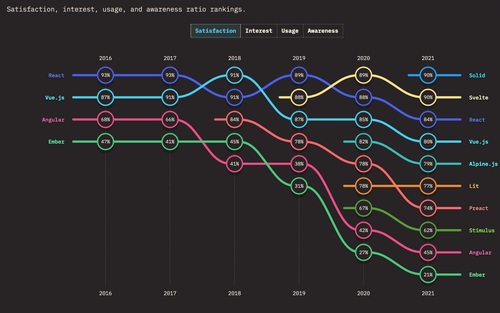 Satisfaction, interest, usage, and awareness ratio rankings.
Satisfaction Interest Usage Awareness
2016 2017 2018 2019 2020 2021
React 93% 93% 91% 89% 89% 90% Solid
Vue.js 87% 91% 91% 88% 88% 90% Svelte
Angular 68% 66% 84% 87% 85% 84% React
Ember 47% 41% 45% 78% 82% 80% Vue.js
41% 38% 78% 79% Alpine.js
31% 78% 77% Lit
67% 74% Preact
42% 62% Stimulus
27% 45% Angular
21% Ember
2016 2017 2018 2019 2020 2021